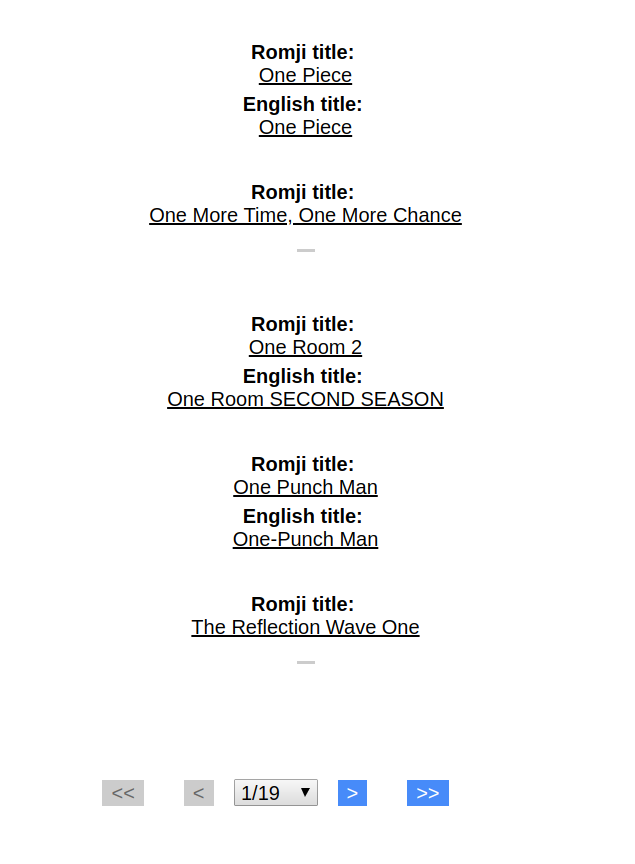 Romji title:
One Piece
English title:
One Piece
Romji title:
One More Time, One More Chance
Romji title:
One Room 2
English title:
One Room SECOND SEASON
Romji title:
One Punch Man
English title:
One-Punch Man
Romji title:
The Reflection Wave One
<< < 1/19 ▼ > >>